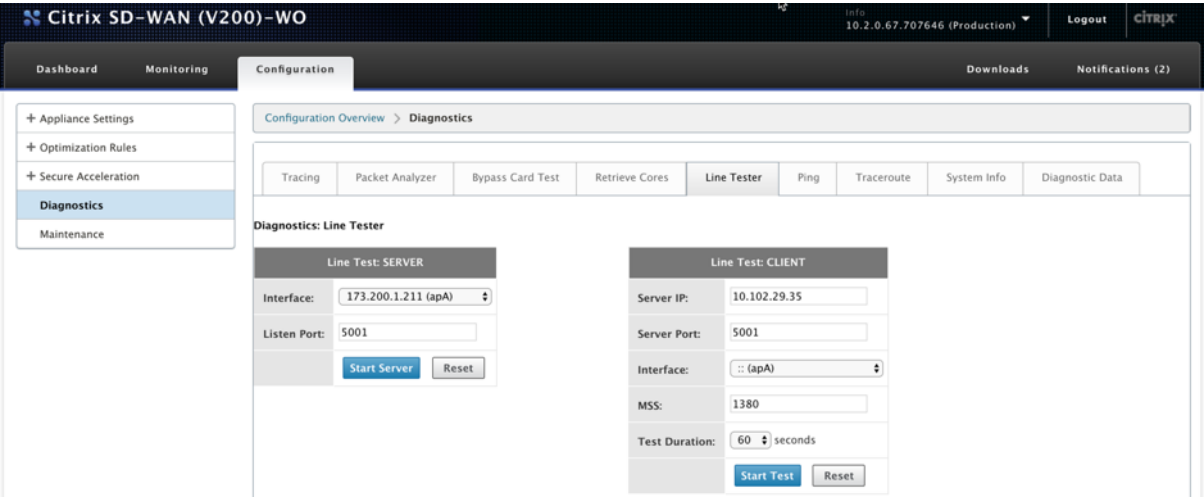 Citrix SD-WAN (V200)-WO
Info
10.2.0.67.707646 (Production)
Logout
CİTRIX
Dashboard Monitoring Configuration Downloads Notifications (2)
+ Appliance Settings
+ Optimization Rules
+ Secure Acceleration
Diagnostics
Maintenance
Configuration Overview > Diagnostics
Tracing Packet Analyzer Bypass Card Test Retrieve Cores Line Tester Ping Traceroute System Info Diagnostic Data
Diagnostics: Line Tester
Line Test: SERVER
Interface: 173.200.1.211 (apA)
Listen Port: 5001
Start Server Reset
Line Test: CLIENT
Server IP: 10.102.29.35
Server Port: 5001
Interface: :: (apA)
MSS: 1380
Test Duration: 60 seconds
Start Test Reset